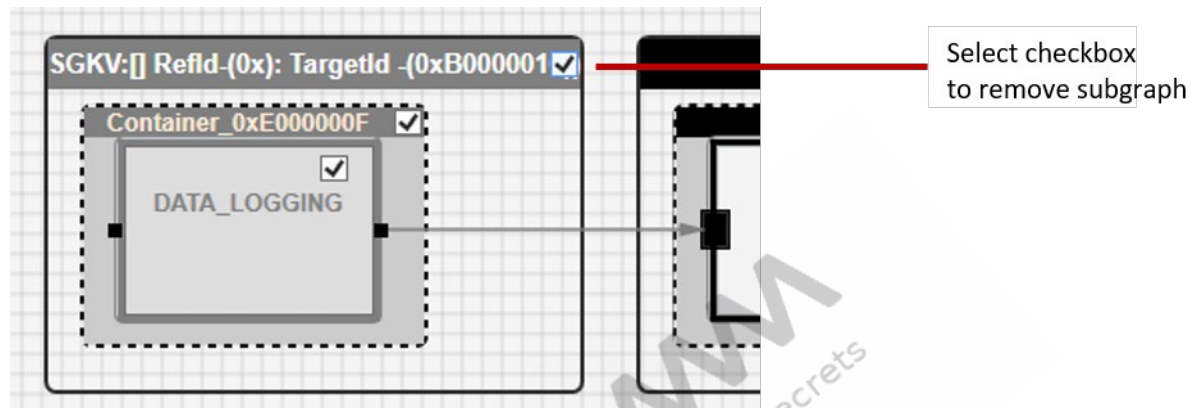 SGKV:[] RefId-(0x): TargetId -(0xB000001
Select checkbox
to remove subgraph
Container_0xE000000F
DATA_LOGGING